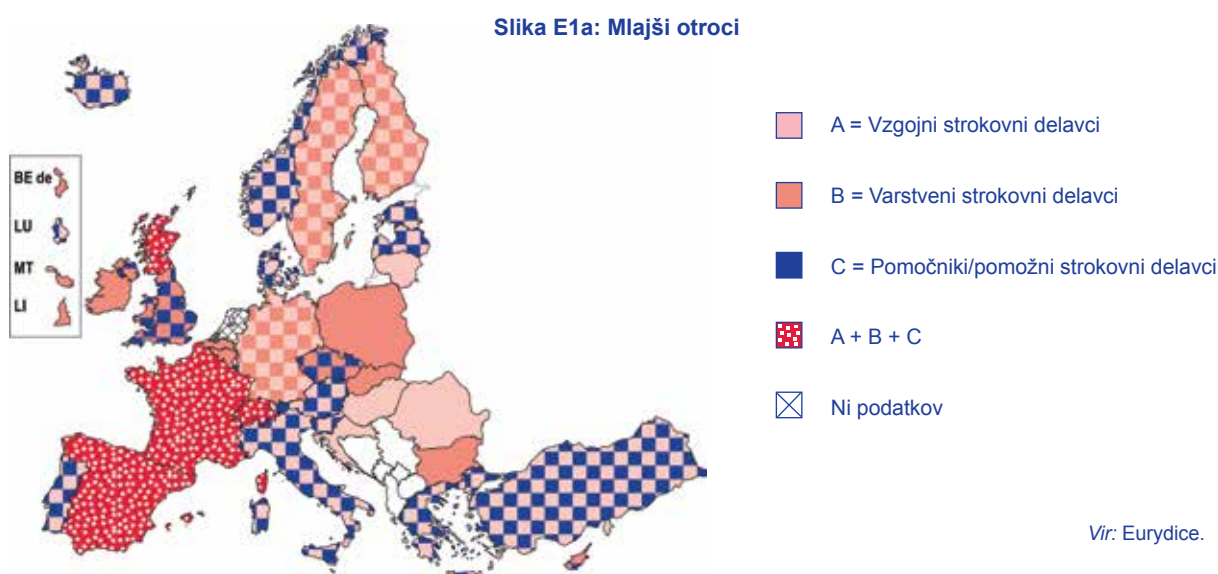 Slika E1a: Mlajši otroci
BE de
LU
MT
LI
A = Vzgojni strokovni delavci
B = Varstveni strokovni delavci
C = Pomočniki/pomožni strokovni delavci
A + B + C
Ni podatkov
Vir: Eurydice.